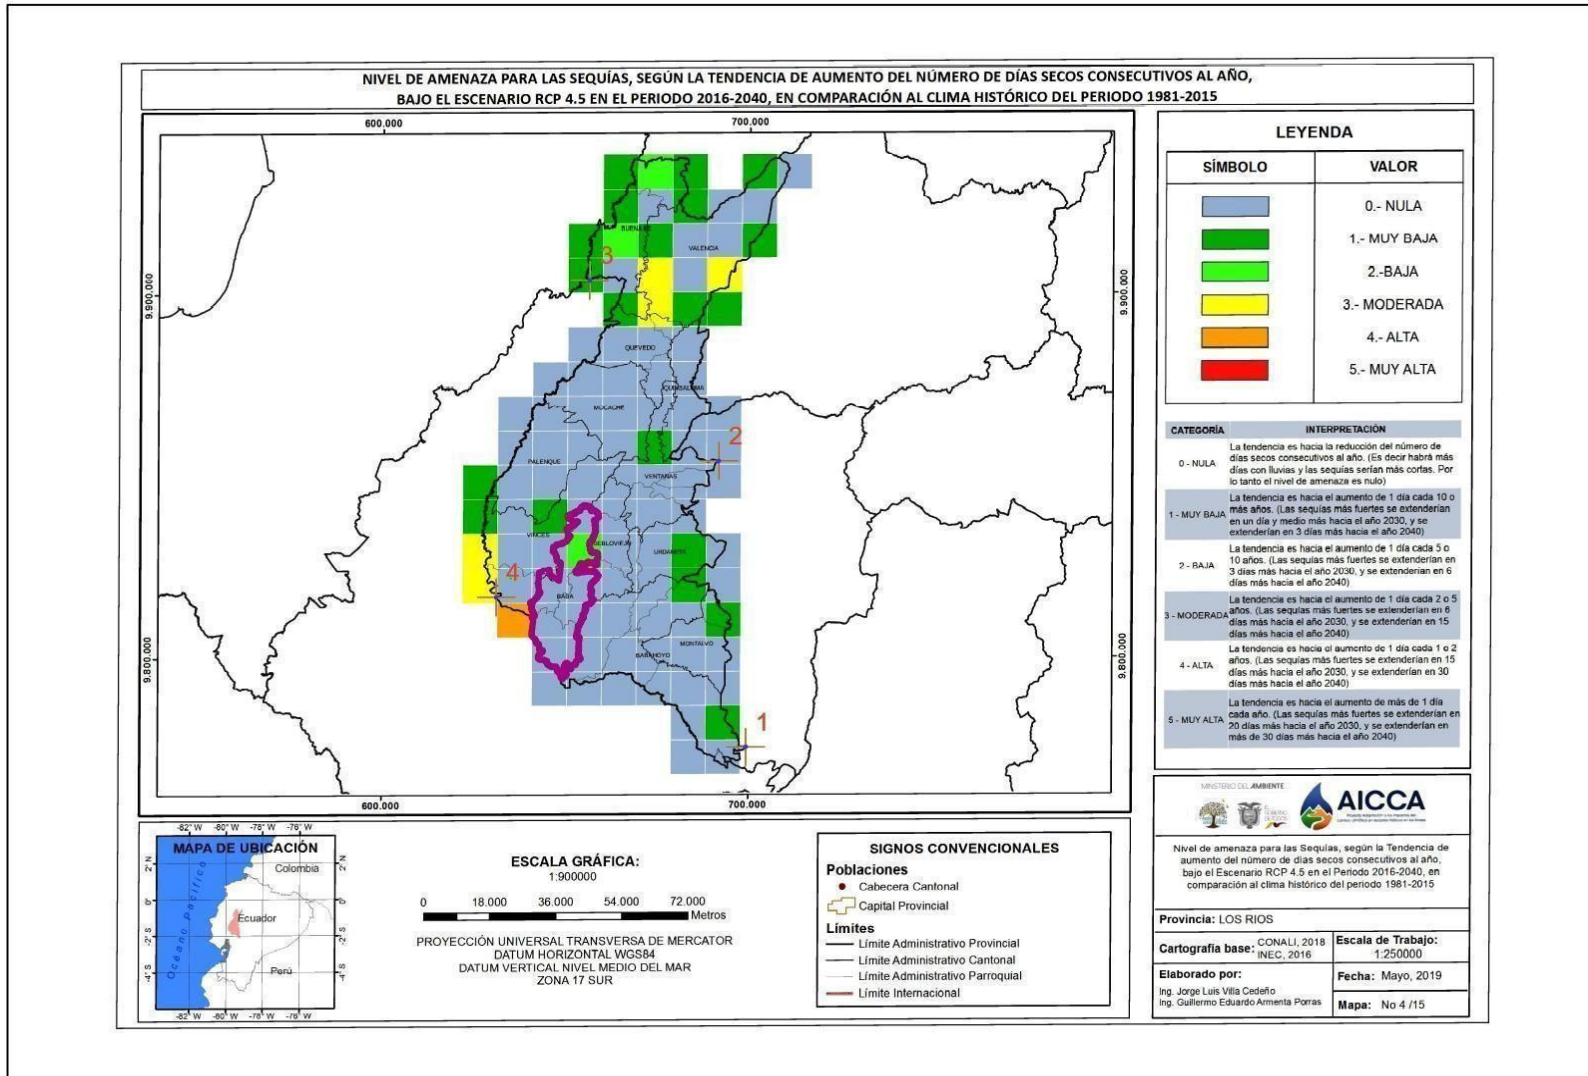 NIVEL DE AMENAZA PARA LAS SEQUÍAS, SEGÚN LA TENDENCIA DE AUMENTO DEL NÚMERO DE DÍAS SECOS CONSECUTIVOS AL AÑO,
BAJO EL ESCENARIO RCP 4.5 EN EL PERIODO 2016-2040, EN COMPARACIÓN AL CLIMA HISTÓRICO DEL PERIODO 1981-2015
600.000 700.000
9.900.000 9.900.000
9.800.000 9.800.000
600.000 700.000
BUENA FE
VALENCIA
3
QUEVEDO
QUINSALOMA
MOCACHE
2
PALENQUE
VENTANAS
VINCES
PUEBLOVIEJO
URDANETA
4
BABA
MONTALVO
BABAHOYO
1
LEYENDA
SÍMBOLO VALOR
0.- NULA
1.- MUY BAJA
2.-BAJA
3.- MODERADA
4.- ALTA
5.- MUY ALTA
CATEGORÍA INTERPRETACIÓN
0 - NULA
La tendencia es hacia la reducción del número de
días secos consecutivos al año. (Es decir habrá más
días con lluvias y las sequías serían más cortas. Por
lo tanto el nivel de amenaza es nulo)
1 - MUY BAJA
La tendencia es hacia el aumento de 1 día cada 10 o
más años. (Las sequías más fuertes se extenderían
en un día y medio más hacia el año 2030, y se
extenderían en 3 días más hacia el año 2040)
2 - BAJA
La tendencia es hacia el aumento de 1 día cada 5 o
10 años. (Las sequías más fuertes se extenderían en
3 días más hacia el año 2030, y se extenderían en 6
días más hacia el año 2040)
3 - MODERADA
La tendencia es hacia el aumento de 1 día cada 2 o 5
años. (Las sequías más fuertes se extenderían en 6
días más hacia el año 2030, y se extenderían en 15
días más hacia el año 2040)
4 - ALTA
La tendencia es hacia el aumento de 1 día cada 1 o 2
años. (Las sequías más fuertes se extenderían en 15
días más hacia el año 2030, y se extenderían en 30
días más hacia el año 2040)
5 - MUY ALTA
La tendencia es hacia el aumento de más de 1 día
cada año. (Las sequías más fuertes se extenderían en
20 días más hacia el año 2030, y se extenderían en
más de 30 días más hacia el año 2040)
MINISTERIO DEL AMBIENTE
AICCA
Nivel de amenaza para las Sequías, según la Tendencia de
aumento del número de días secos consecutivos al año,
bajo el Escenario RCP 4.5 en el Periodo 2016-2040, en
comparación al clima histórico del periodo 1981-2015
Provincia: LOS RIOS
Cartografía base: CONALI, 2018
INEC, 2016
Escala de Trabajo:
1:250000
Elaborado por:
Ing. Jorge Luis Villa Cedeño
Ing. Guillermo Eduardo Armenta Porras
Fecha: Mayo, 2019
Mapa: No 4 /15
-82° W -80° W -78° W -76° W
MAPA DE UBICACIÓN
Colombia
Ecuador
Perú
Océano pacífico
2° N 2° N
0° 0°
-2° S -2° S
-4° S -4° S
-82° W -80° W -78° W -76° W
ESCALA GRÁFICA:
1:900000
0 18.000 36.000 54.000 72.000
Metros
PROYECCIÓN UNIVERSAL TRANSVERSA DE MERCATOR
DATUM HORIZONTAL WGS84
DATUM VERTICAL NIVEL MEDIO DEL MAR
ZONA 17 SUR
SIGNOS CONVENCIONALES
Poblaciones
Cabecera Cantonal
Capital Provincial
Límites
Límite Administrativo Provincial
Límite Administrativo Cantonal
Límite Administrativo Parroquial
Límite Internacional